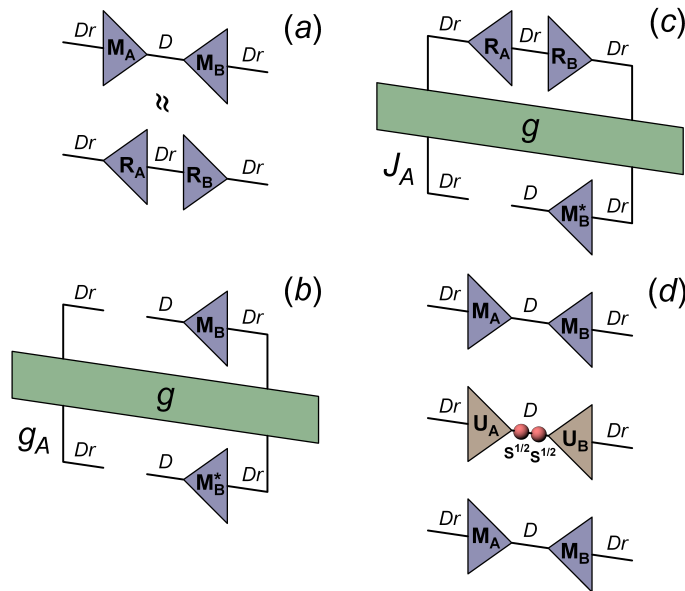 (a)
Dr M_A D M_B Dr
≈
Dr R_A Dr R_B Dr
(b)
Dr D M_B Dr
g
g_A
Dr D M_B^* Dr
(c)
Dr R_A Dr R_B Dr
g
J_A
Dr D M_B^* Dr
(d)
Dr M_A D M_B Dr
Dr U_A D U_B Dr
S^{1/2} S^{1/2}
Dr M_A D M_B Dr